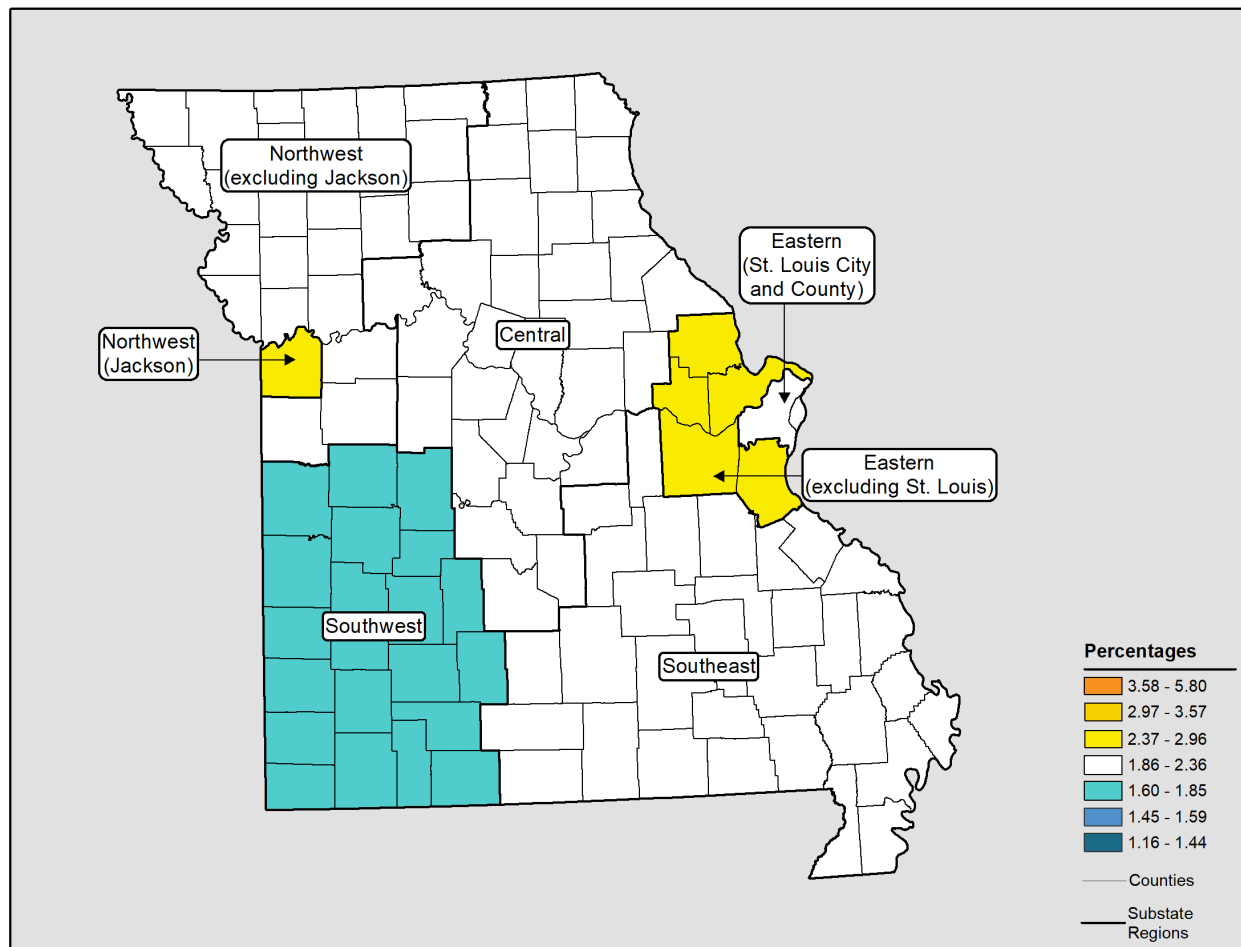 Northwest
(excluding Jackson)
Eastern
(St. Louis City
and County)
Northwest
(Jackson)
Central
Eastern
(excluding St. Louis)
Southwest
Southeast
Percentages
3.58 - 5.80
2.97 - 3.57
2.37 - 2.96
1.86 - 2.36
1.60 - 1.85
1.45 - 1.59
1.16 - 1.44
Counties
Substate
Regions